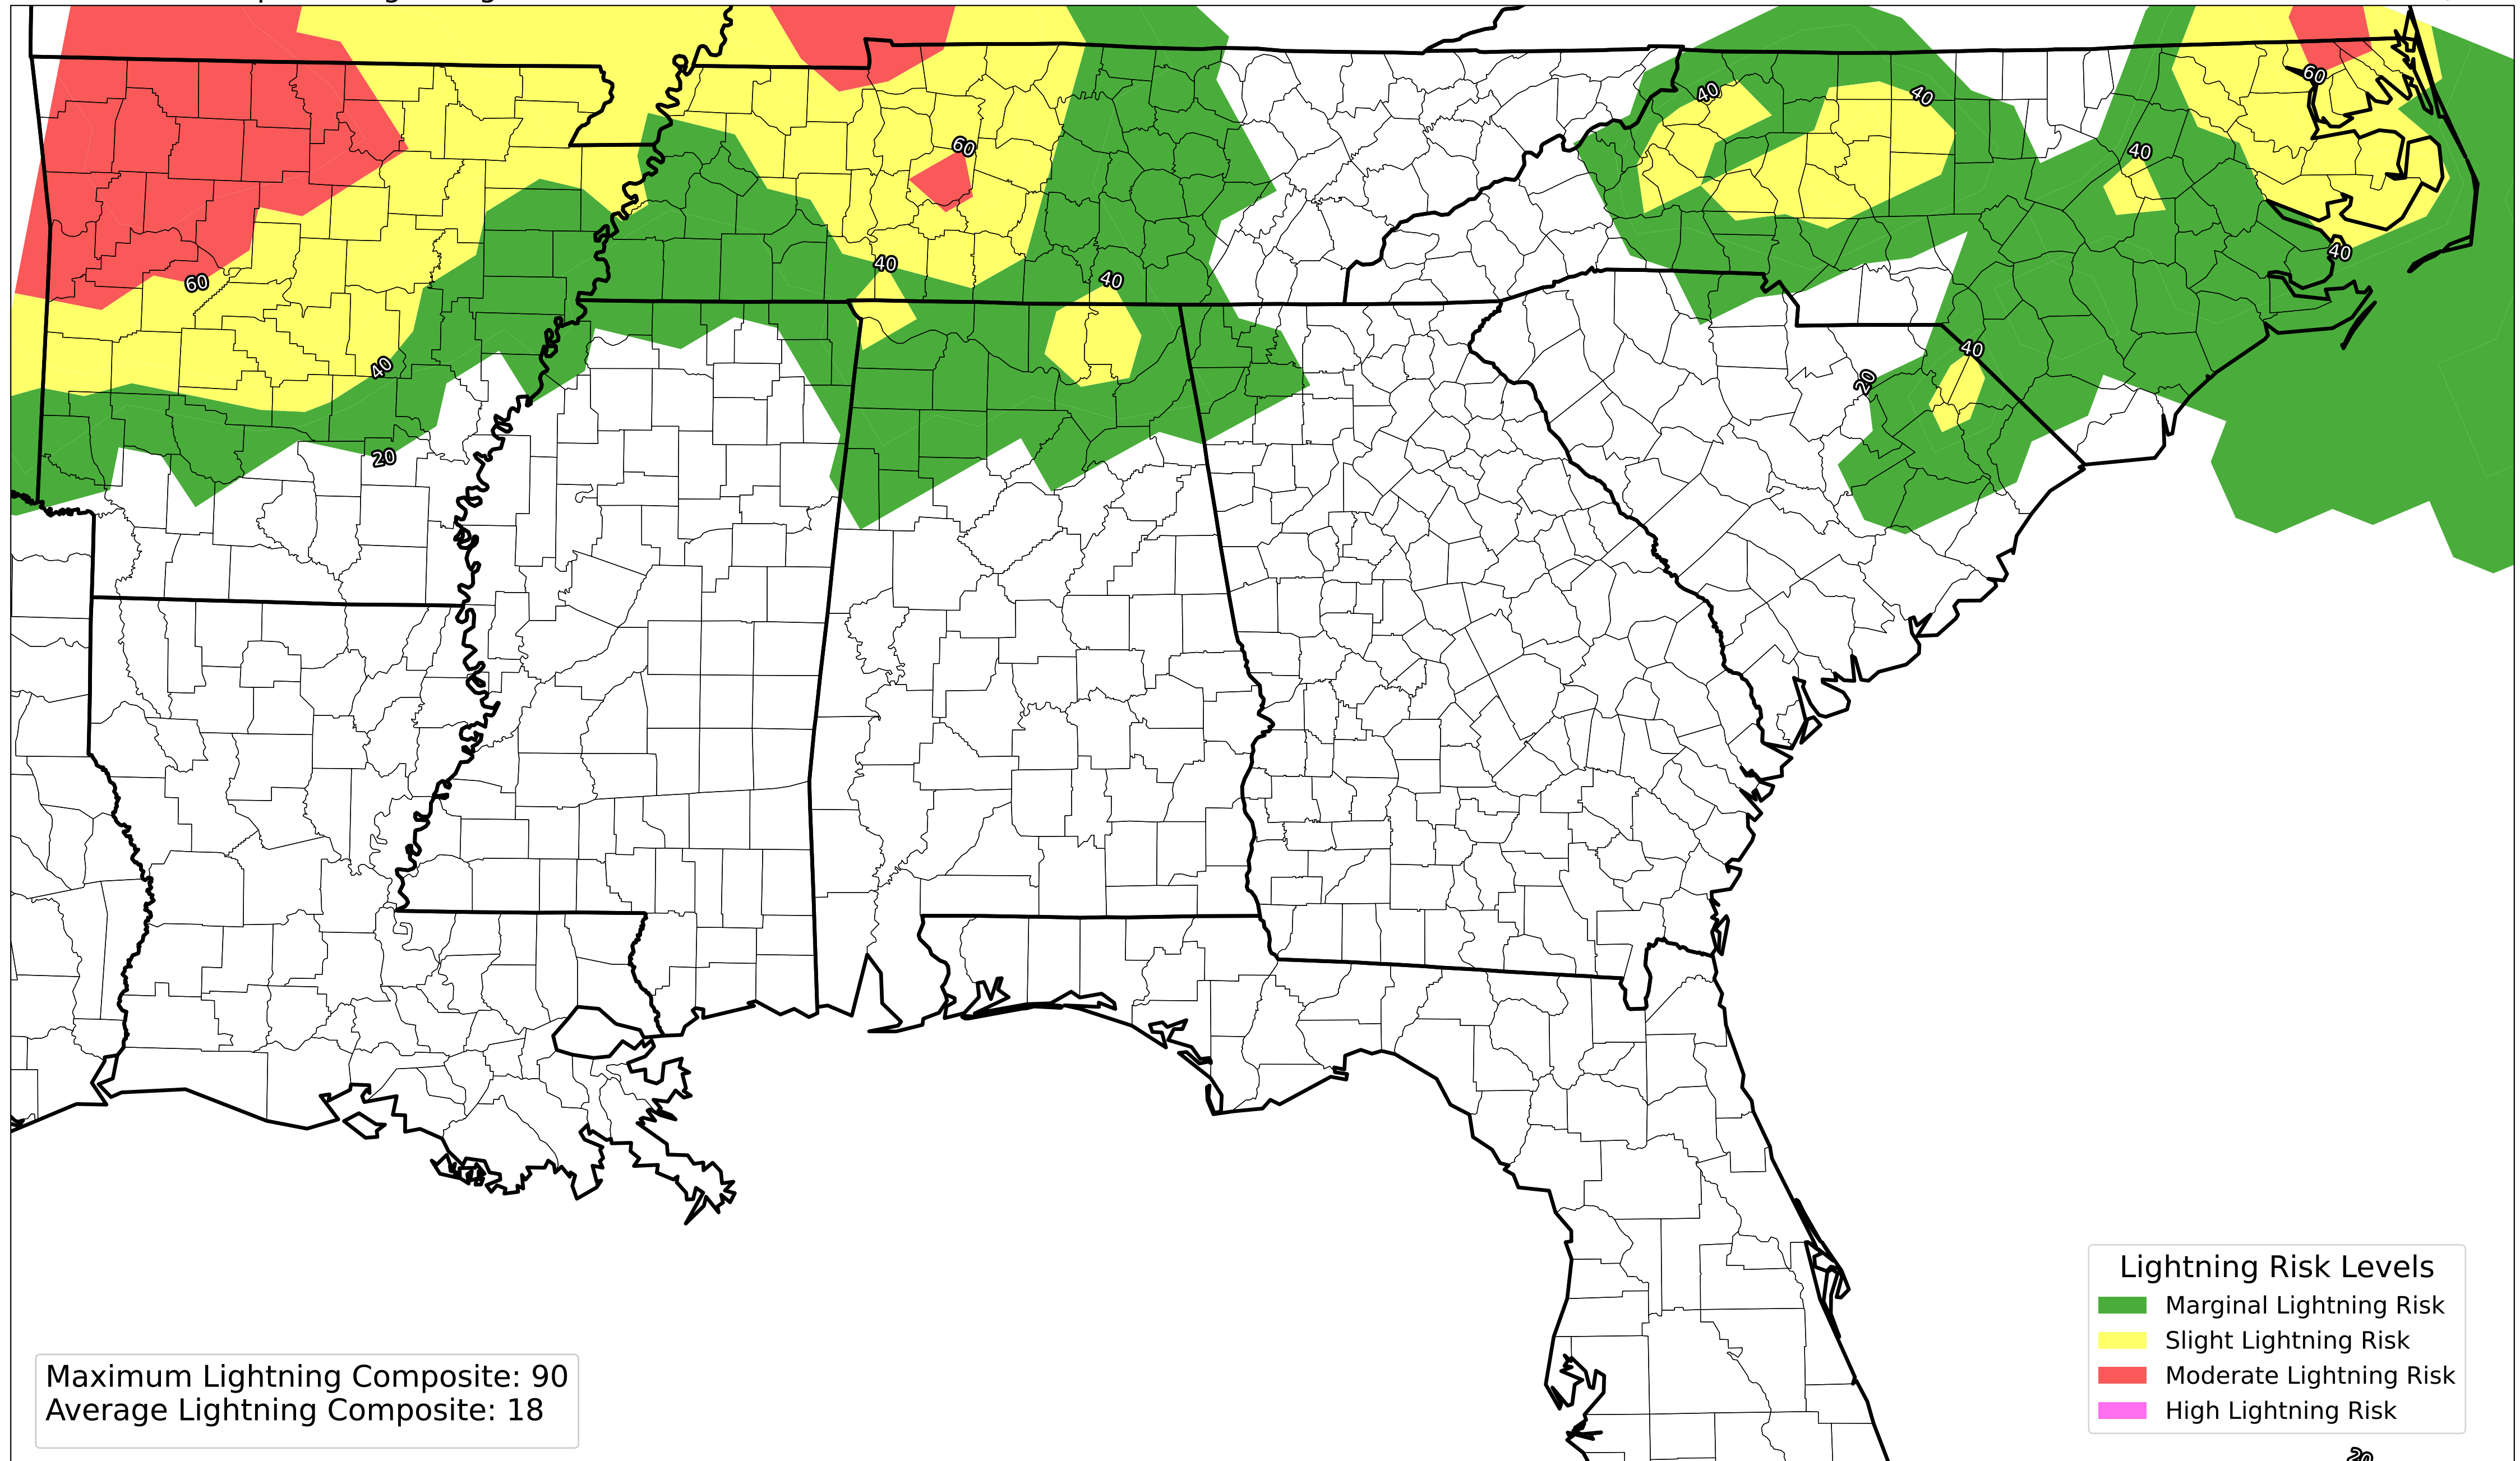 40
40
60
60
40
40
40
40
60
40
40
20
20
40
Lightning Risk Levels
Marginal Lightning Risk
Slight Lightning Risk
Moderate Lightning Risk
High Lightning Risk
Maximum Lightning Composite: 90
Average Lightning Composite: 18